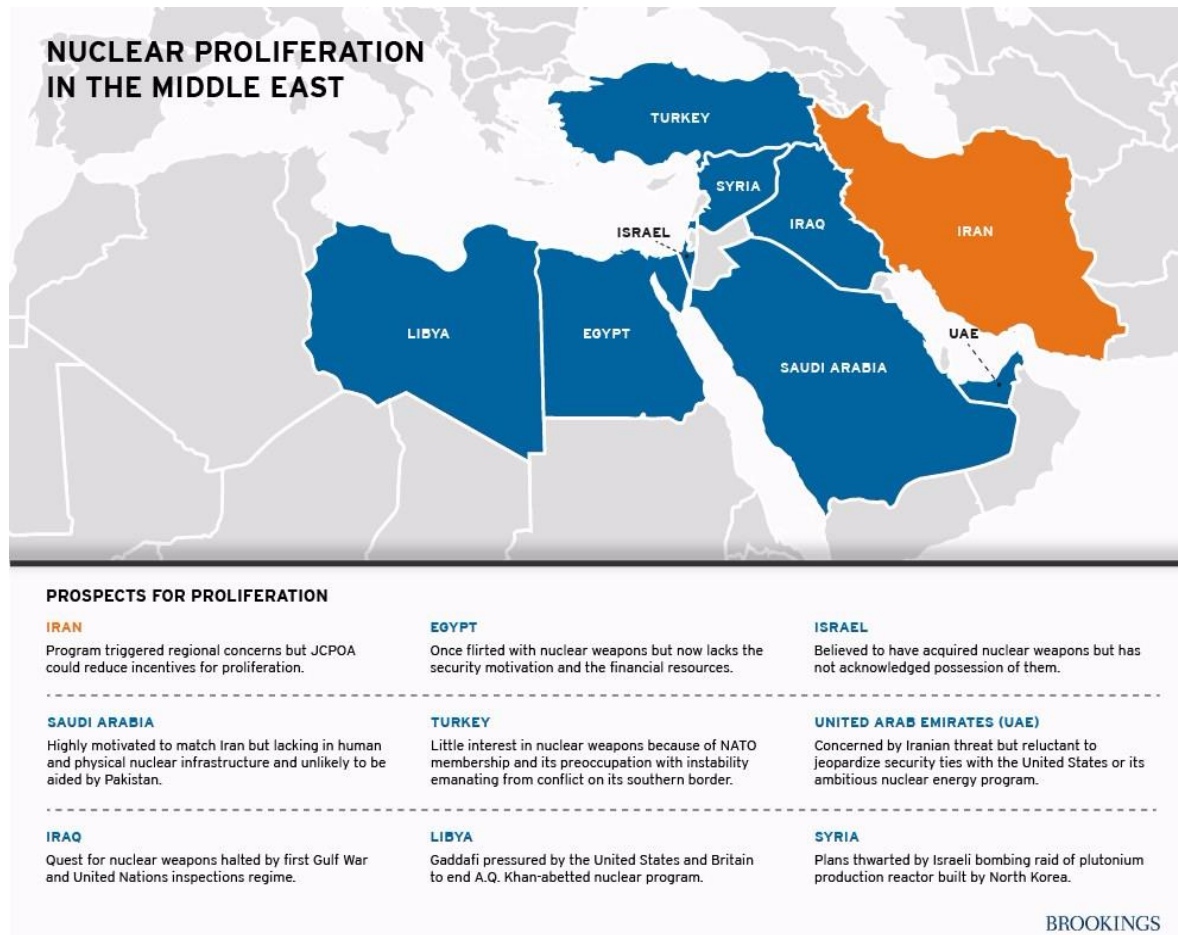 NUCLEAR PROLIFERATION
IN THE MIDDLE EAST
TURKEY
SYRIA
ISRAEL
IRAQ
IRAN
LIBYA
EGYPT
UAE
SAUDI ARABIA
PROSPECTS FOR PROLIFERATION
IRAN
Program triggered regional concerns but JCPOA
could reduce incentives for proliferation.
EGYPT
Once flirted with nuclear weapons but now lacks the
security motivation and the financial resources.
ISRAEL
Believed to have acquired nuclear weapons but has
not acknowledged possession of them.
SAUDI ARABIA
Highly motivated to match Iran but lacking in human
and physical nuclear infrastructure and unlikely to be
aided by Pakistan.
TURKEY
Little interest in nuclear weapons because of NATO
membership and its preoccupation with instability
emanating from conflict on its southern border.
UNITED ARAB EMIRATES (UAE)
Concerned by Iranian threat but reluctant to
jeopardize security ties with the United States or its
ambitious nuclear energy program.
IRAQ
Quest for nuclear weapons halted by first Gulf War
and United Nations inspections regime.
LIBYA
Gaddafi pressured by the United States and Britain
to end A.Q. Khan-abetted nuclear program.
SYRIA
Plans thwarted by Israeli bombing raid of plutonium
production reactor built by North Korea.
BROOKINGS